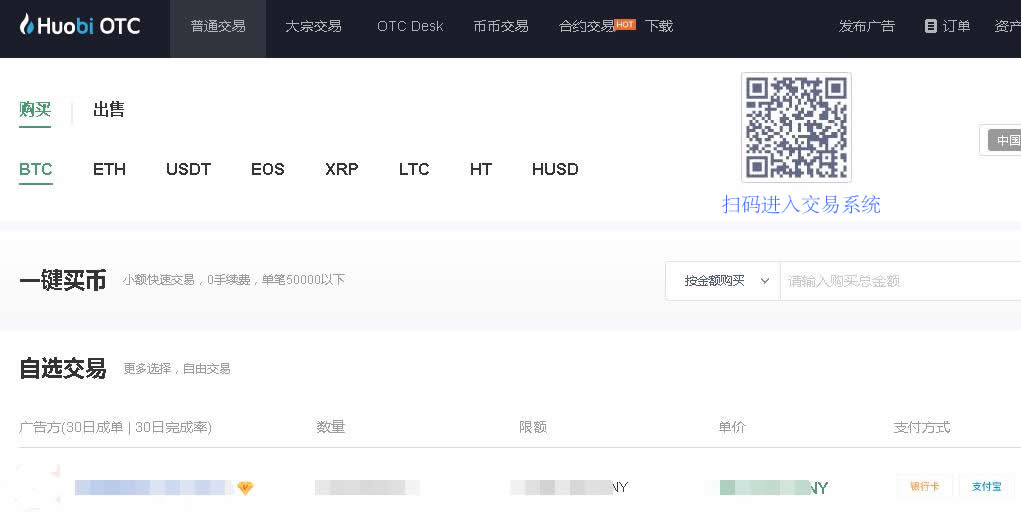 Huobi OTC 普通交易 大宗交易 OTC Desk 币币交易 合约交易 HOT 下载 发布广告 订单 资产
购买 出售
BTC ETH USDT EOS XRP LTC HT HUSD
中国
扫码进入交易系统
一键买币 小额快速交易，0手续费，单笔50000以下 按金额购买 请输入购买总金额
自选交易 更多选择，自由交易
广告方(30日成单 | 30日完成率) 数量 限额 单价 支付方式
NY NY 银行卡 支付宝